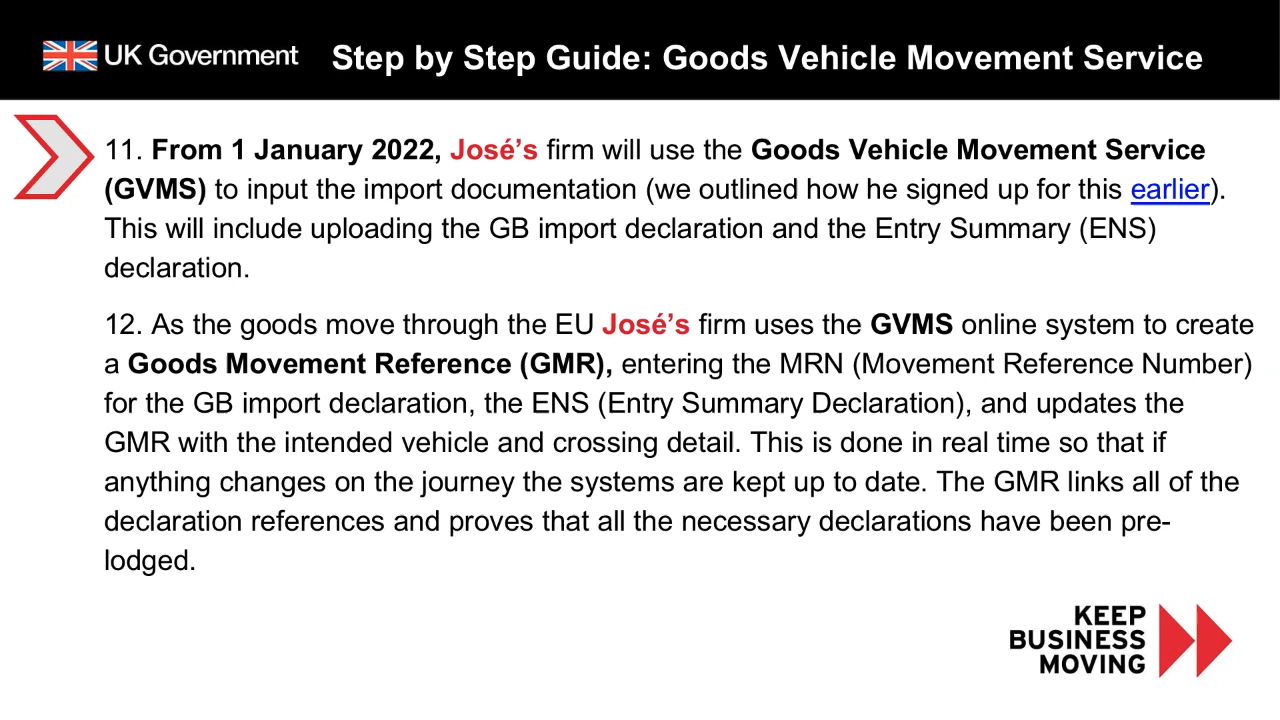 UK Government
Step by Step Guide: Goods Vehicle Movement Service
11. From 1 January 2022, José’s firm will use the Goods Vehicle Movement Service
(GVMS) to input the import documentation (we outlined how he signed up for this earlier).
This will include uploading the GB import declaration and the Entry Summary (ENS)
declaration.
12. As the goods move through the EU José’s firm uses the GVMS online system to create
a Goods Movement Reference (GMR), entering the MRN (Movement Reference Number)
for the GB import declaration, the ENS (Entry Summary Declaration), and updates the
GMR with the intended vehicle and crossing detail. This is done in real time so that if
anything changes on the journey the systems are kept up to date. The GMR links all of the
declaration references and proves that all the necessary declarations have been pre-
lodged.
KEEP
BUSINESS
MOVING